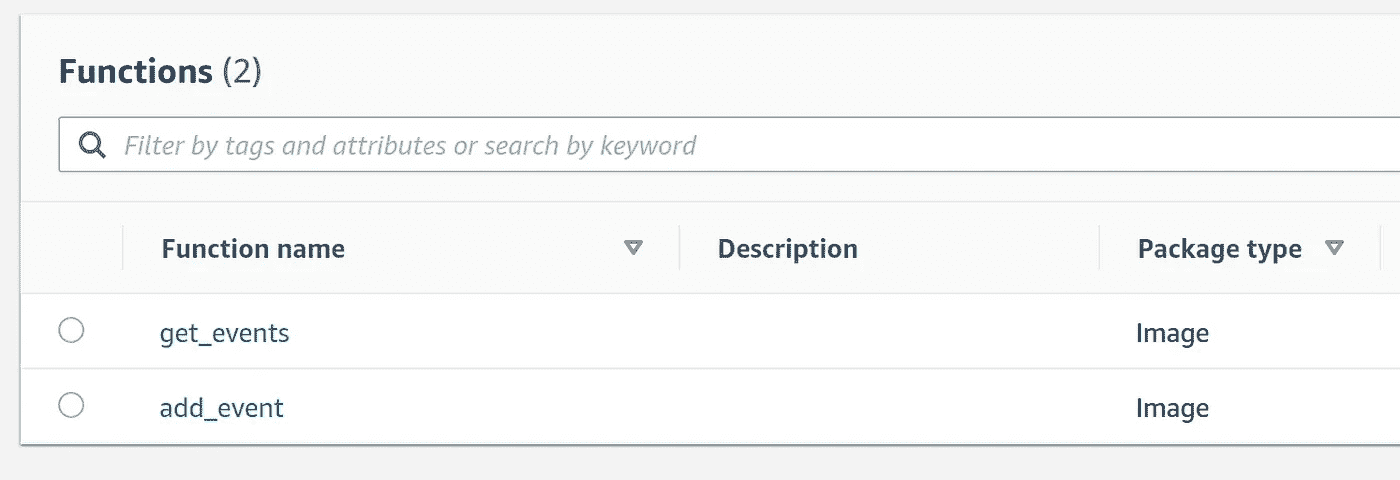 Functions (2)
Filter by tags and attributes or search by keyword
Function name Description Package type
get_events Image
add_event Image